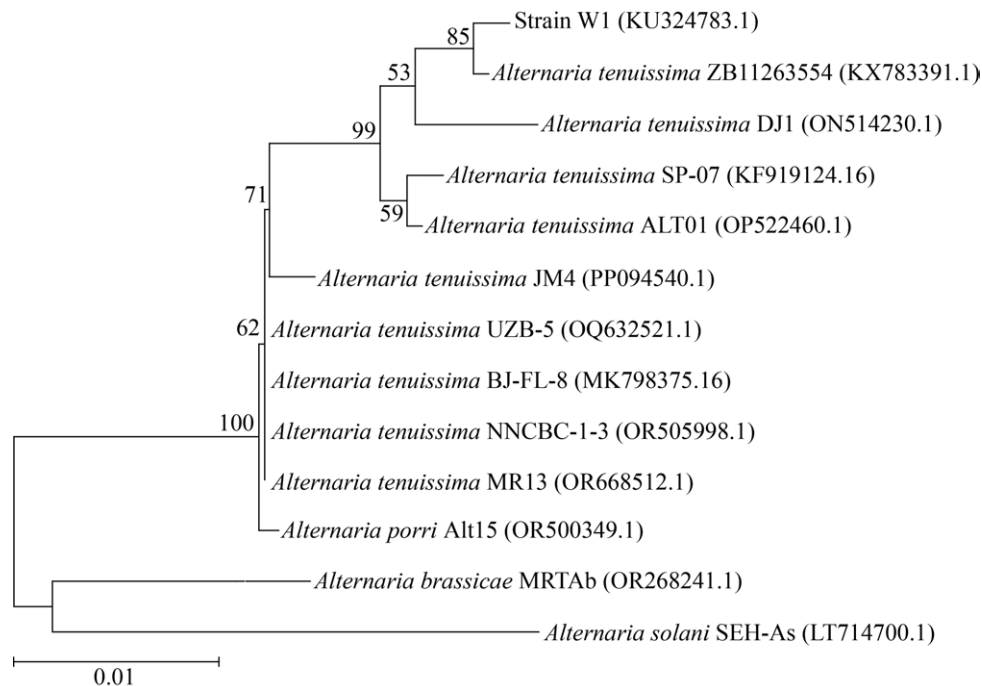 Strain W1 (KU324783.1)
85
Alternaria tenuissima ZB11263554 (KX783391.1)
53
Alternaria tenuissima DJ1 (ON514230.1)
99
Alternaria tenuissima SP-07 (KF919124.16)
71
59
Alternaria tenuissima ALT01 (OP522460.1)
Alternaria tenuissima JM4 (PP094540.1)
62
Alternaria tenuissima UZB-5 (OQ632521.1)
Alternaria tenuissima BJ-FL-8 (MK798375.16)
100
Alternaria tenuissima NNCBC-1-3 (OR505998.1)
Alternaria tenuissima MR13 (OR668512.1)
Alternaria porri Alt15 (OR500349.1)
Alternaria brassicae MRTAb (OR268241.1)
Alternaria solani SEH-As (LT714700.1)
0.01